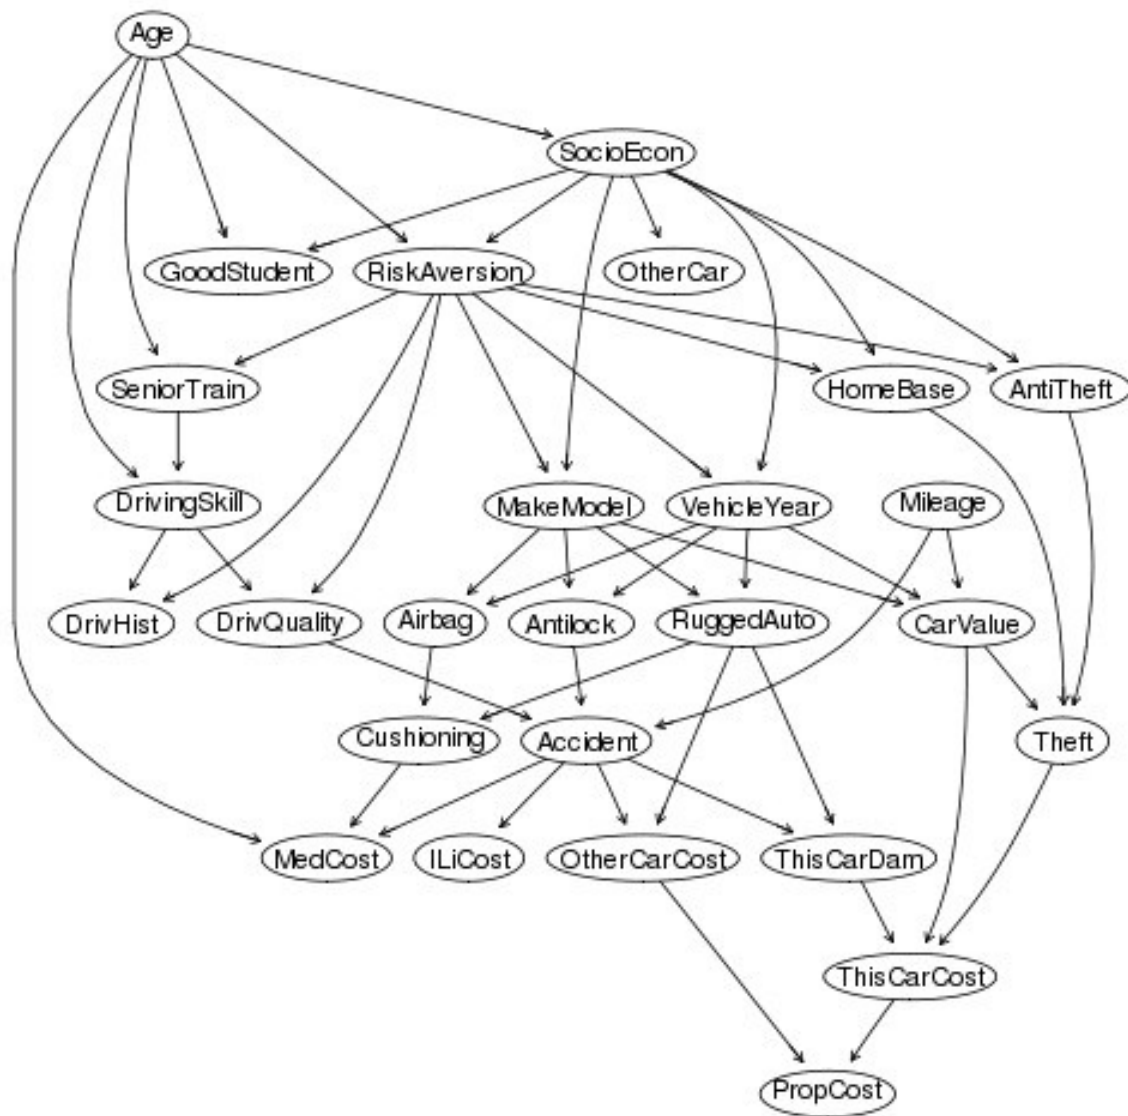 Age
SocioEcon
GoodStudent
RiskAversion
OtherCar
SeniorTrain
HomeBase
AntiTheft
DrivingSkill
MakeModel
VehicleYear
Mileage
DrivHist
DrivQuality
Airbag
Antilock
RuggedAuto
CarValue
Cushioning
Accident
Theft
MedCost
ILiCost
OtherCarCost
ThisCarDam
ThisCarCost
PropCost